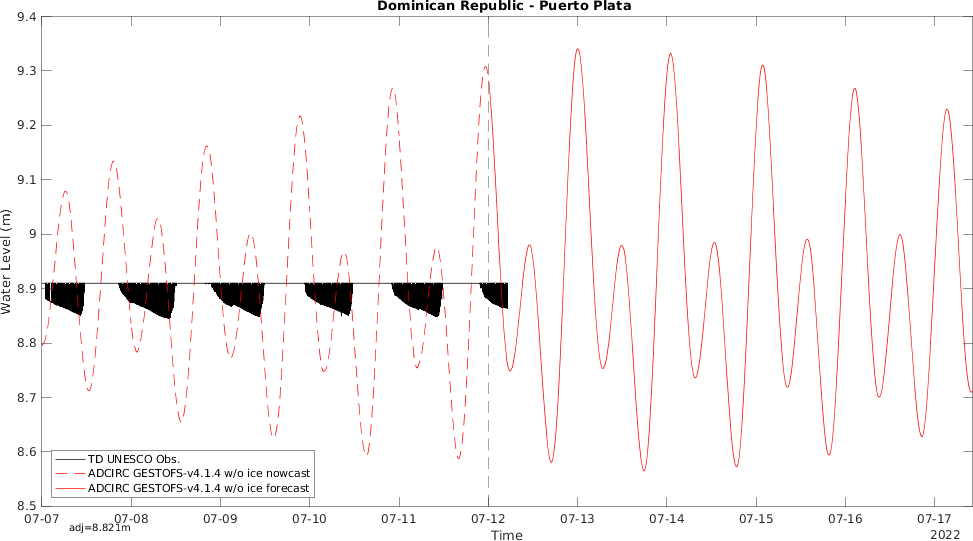 Dominican Republic - Puerto Plata
Water Level (m)
9.4
9.3
9.2
9.1
9
8.9
8.8
8.7
8.6
8.5
TD UNESCO Obs.
ADCIRC GESTOFS-v4.1.4 w/o ice nowcast
ADCIRC GESTOFS-v4.1.4 w/o ice forecast
07-07 07-08 07-09 07-10 07-11 07-12 07-13 07-14 07-15 07-16 07-17
adj=8.821m
Time
2022